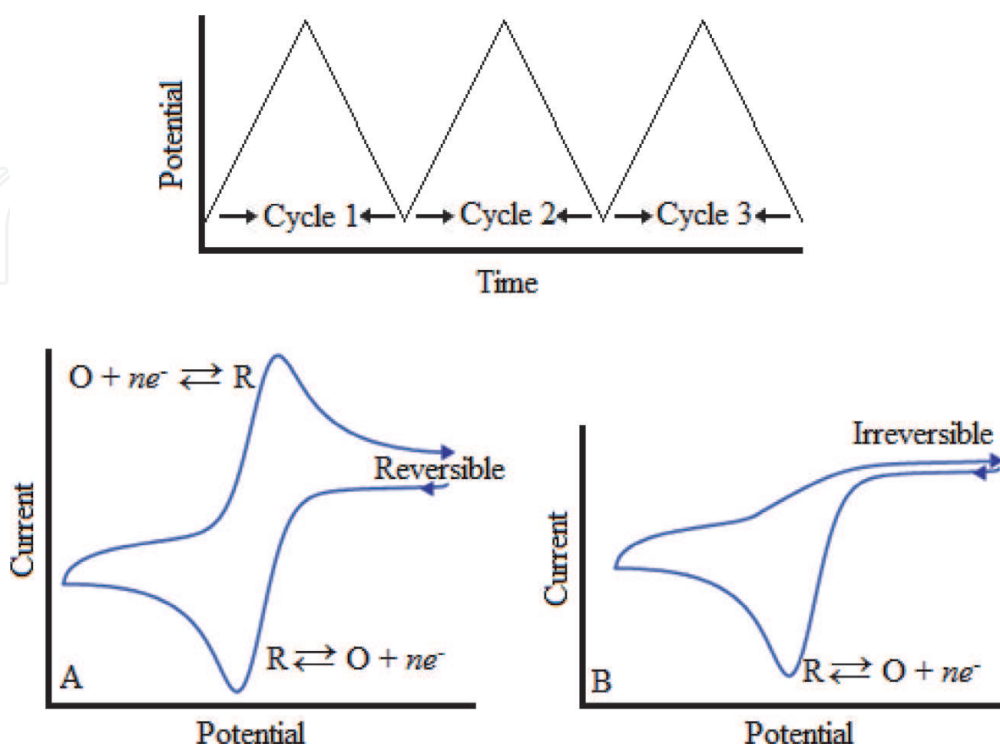 Potential
Cycle 1
Cycle 2
Cycle 3
Time
O + ne⁻ ⇄ R
Reversible
Current
R ⇄ O + ne⁻
A
Potential
Irreversible
Current
R ⇄ O + ne⁻
B
Potential